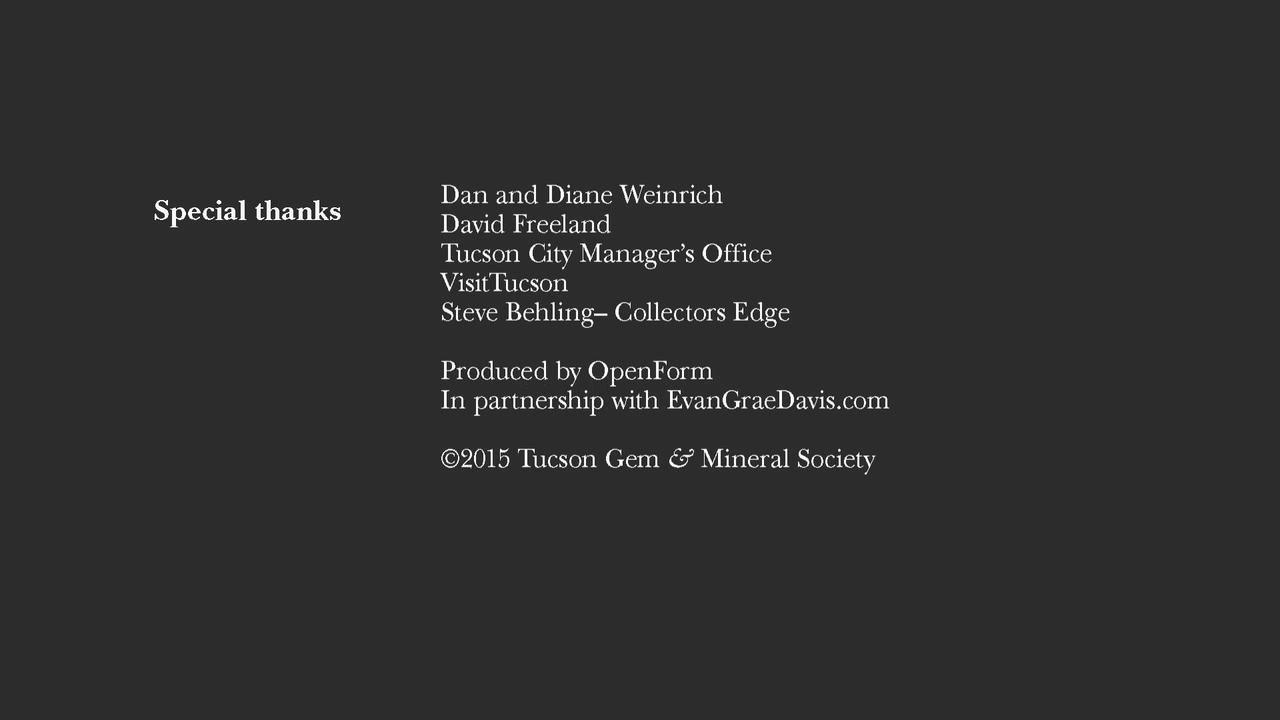 Special thanks
Dan and Diane Weinrich
David Freeland
Tucson City Manager’s Office
VisitTucson
Steve Behling– Collectors Edge
Produced by OpenForm
In partnership with EvanGraeDavis.com
©2015 Tucson Gem & Mineral Society